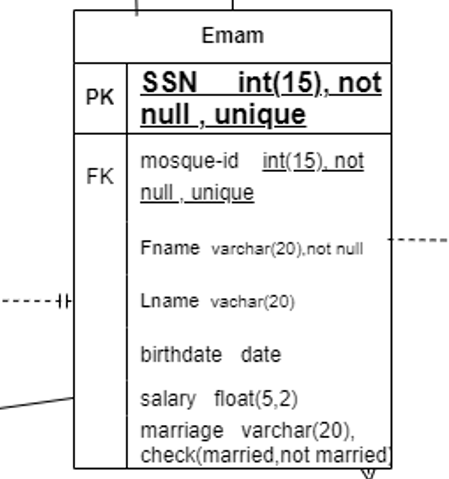 Emam
PK
SSN int(15), not
null , unique
FK
mosque-id int(15), not
null , unique
Fname varchar(20),not null
Lname vachar(20)
birthdate date
salary float(5,2)
marriage varchar(20),
check(married,not married)